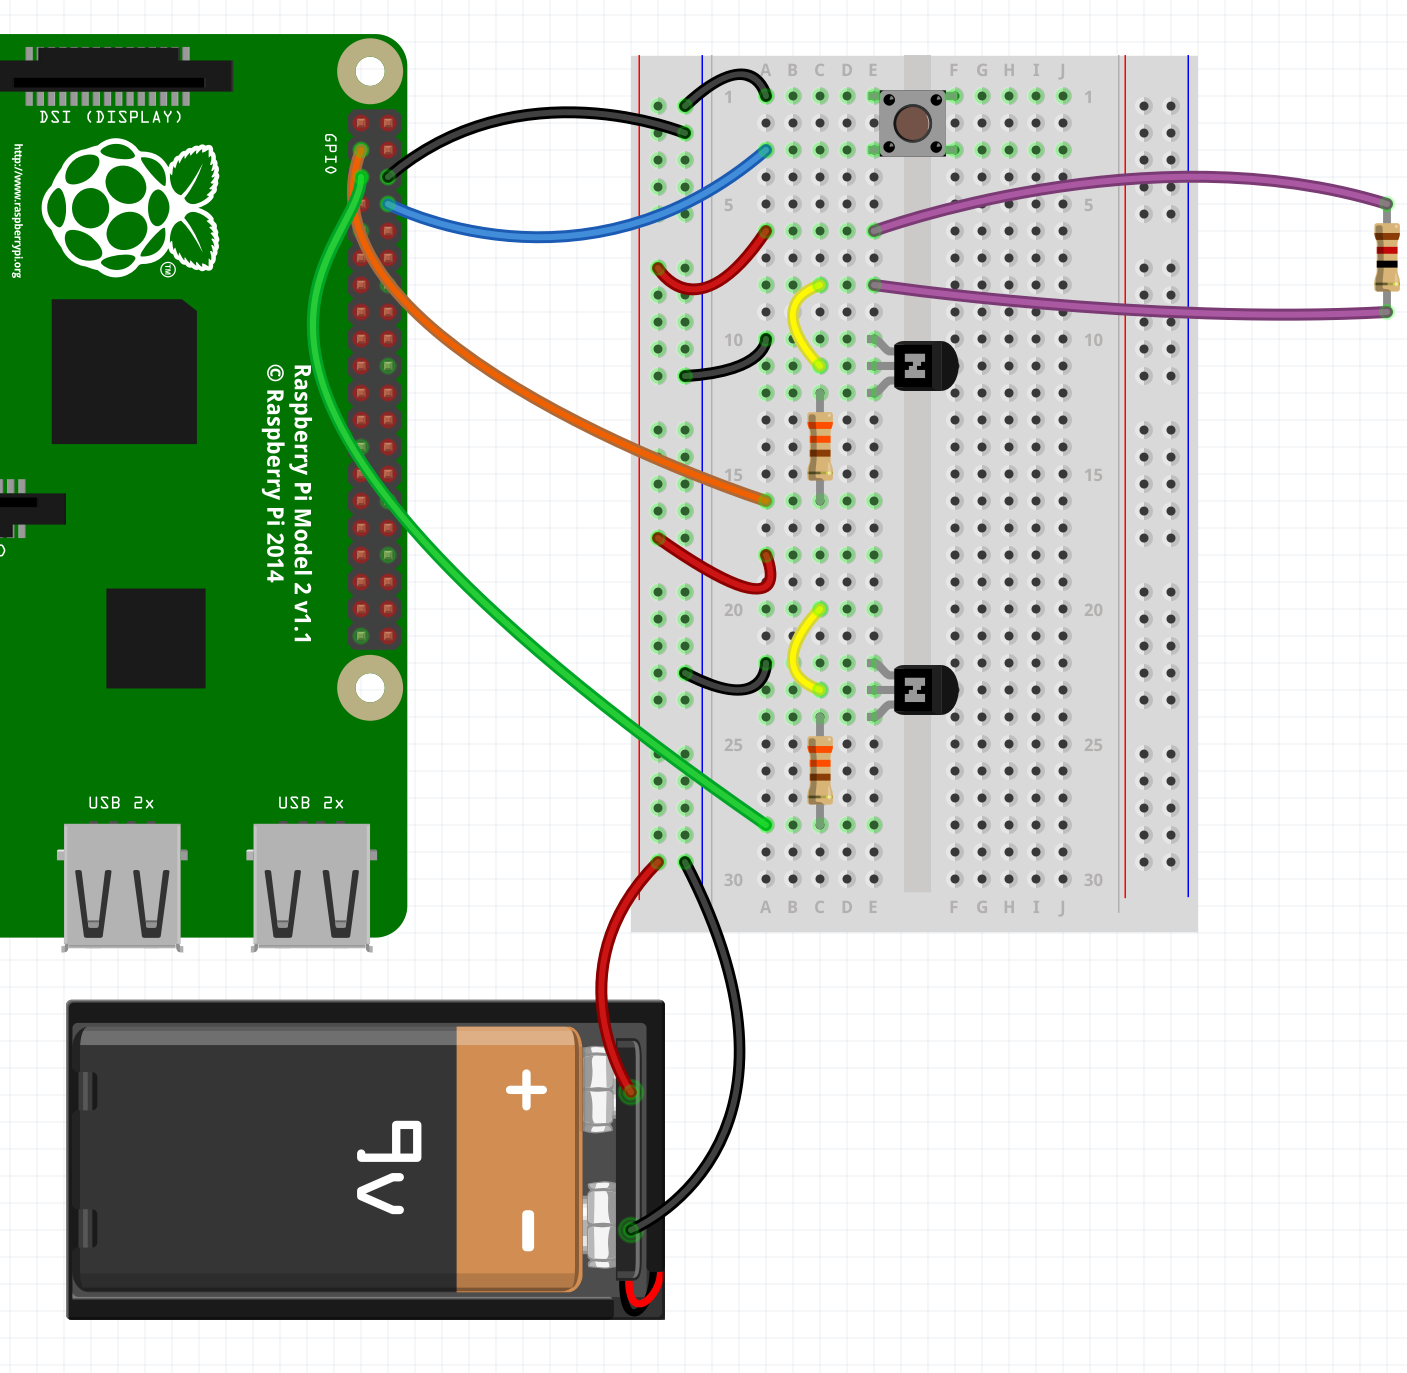 DSI (DISPLAY)
GPIO
http://www.raspberrypi.org
TM
Raspberry Pi Model 2 v1.1
© Raspberry Pi 2014
USB 2x
USB 2x
A B C D E F G H I J
1 1
5 5
10 10
15 15
20 20
25 25
30 30
A B C D E F G H I J
N
N
+
9v
-